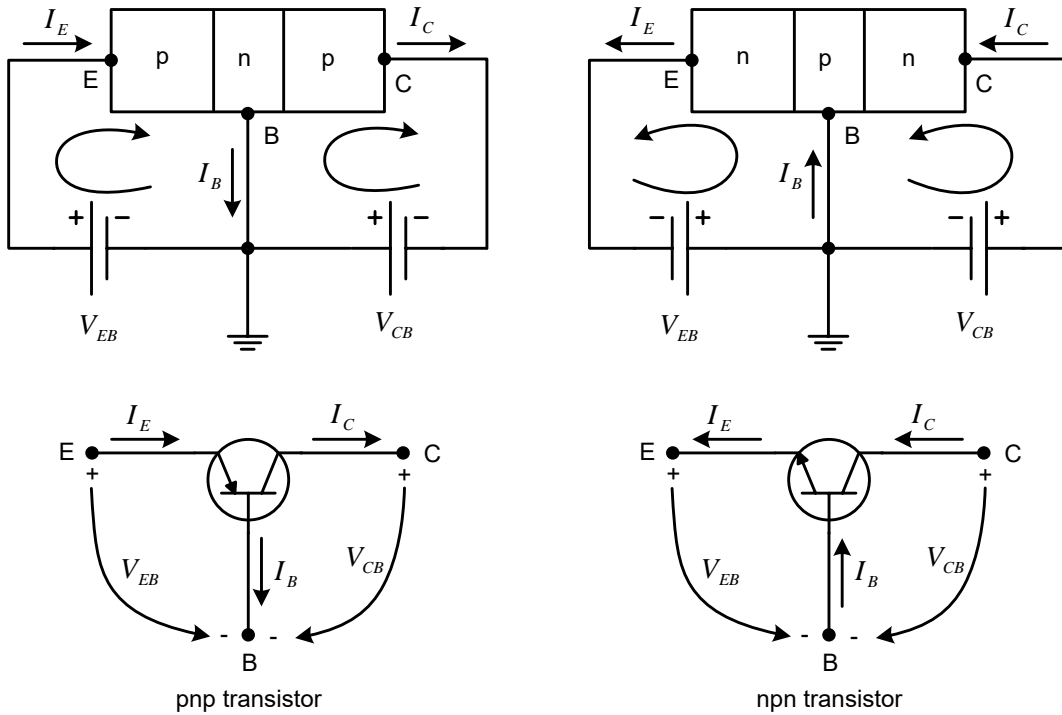 I_E I_C I_E I_C
p n p n p n
E C E C
B B
I_B I_B
+ - + - - + - +
V_EB V_CB V_EB V_CB
I_E I_C I_E I_C
E C E C
+ + + +
V_EB V_CB V_EB V_CB
I_B I_B
- - - -
B B
pnp transistor npn transistor